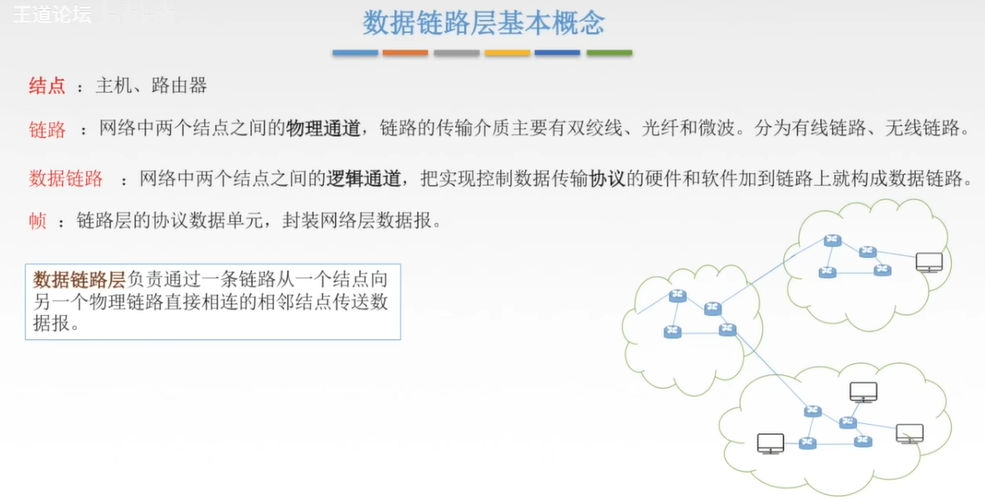 王道论坛
数据链路层基本概念
结点 ：主机、路由器
链路 ：网络中两个结点之间的物理通道，链路的传输介质主要有双绞线、光纤和微波。分为有线链路、无线链路。
数据链路 ：网络中两个结点之间的逻辑通道，把实现控制数据传输协议的硬件和软件加到链路上就构成数据链路。
帧 ：链路层的协议数据单元，封装网络层数据报。
数据链路层负责通过一条链路从一个结点向
另一个物理链路直接相连的相邻结点传送数
据报。